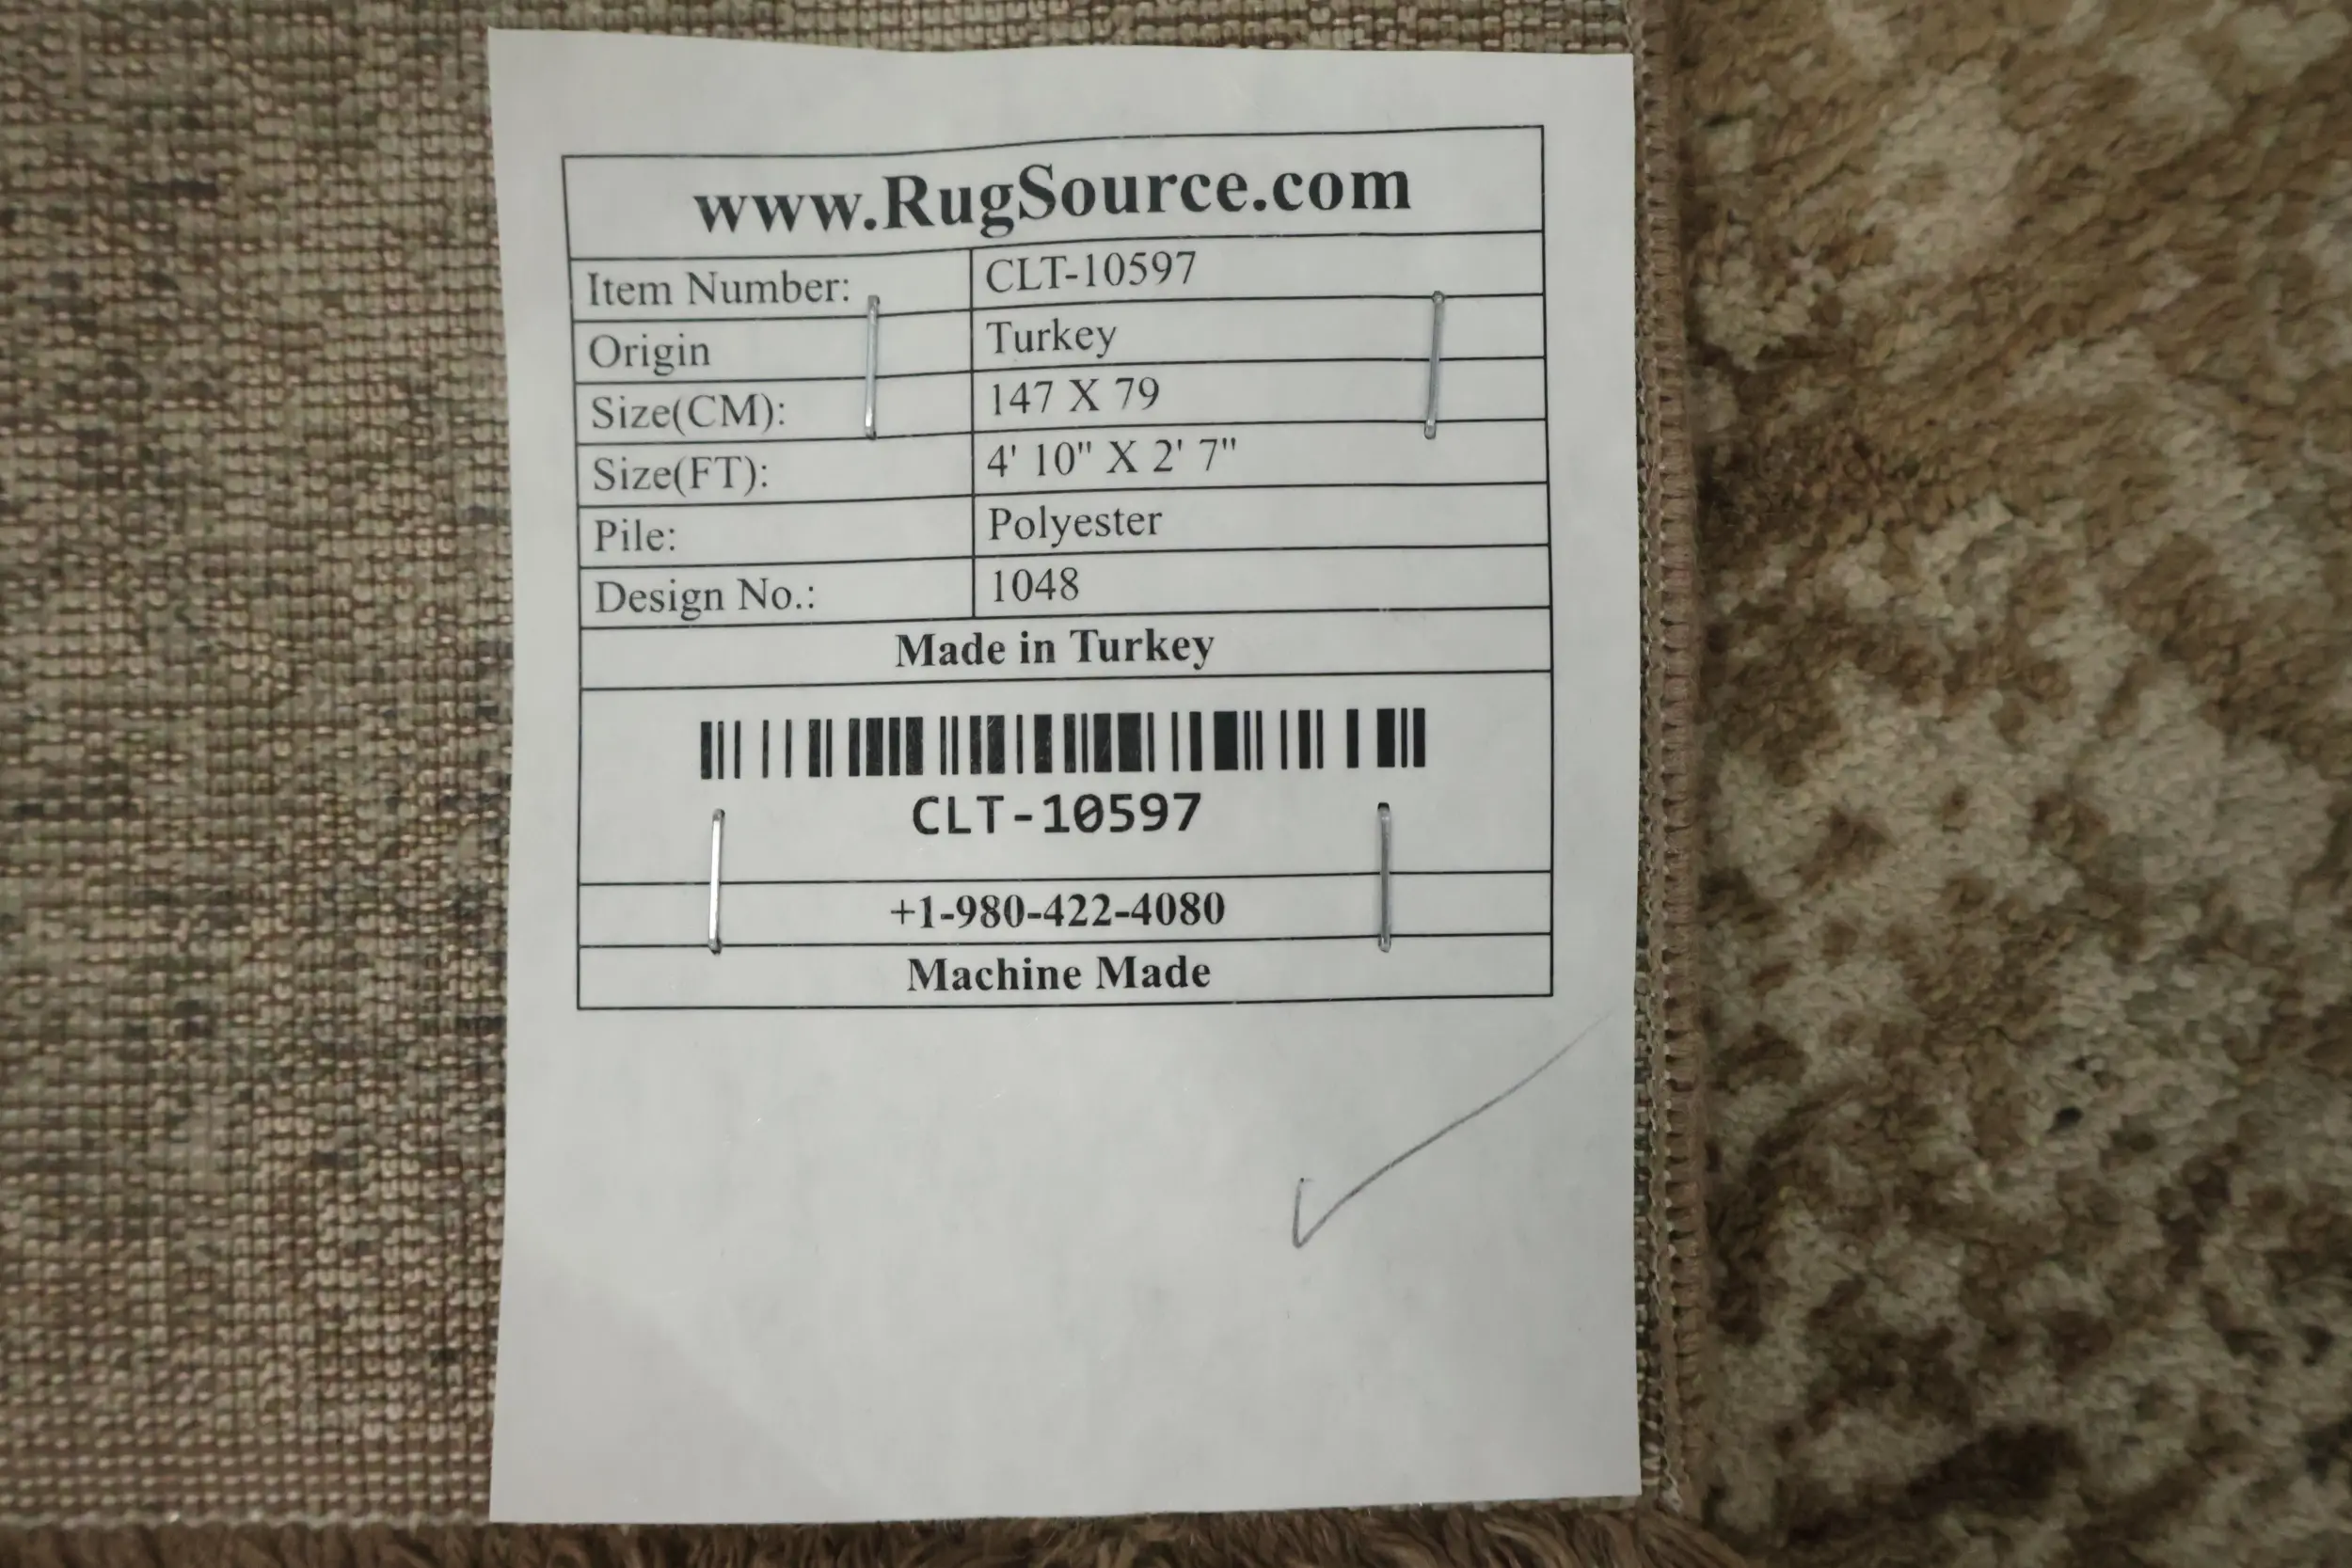 www.RugSource.com
Item Number: CLT-10597
Origin Turkey
Size(CM): 147 X 79
Size(FT): 4' 10" X 2' 7"
Pile: Polyester
Design No.: 1048
Made in Turkey
CLT-10597
+1-980-422-4080
Machine Made